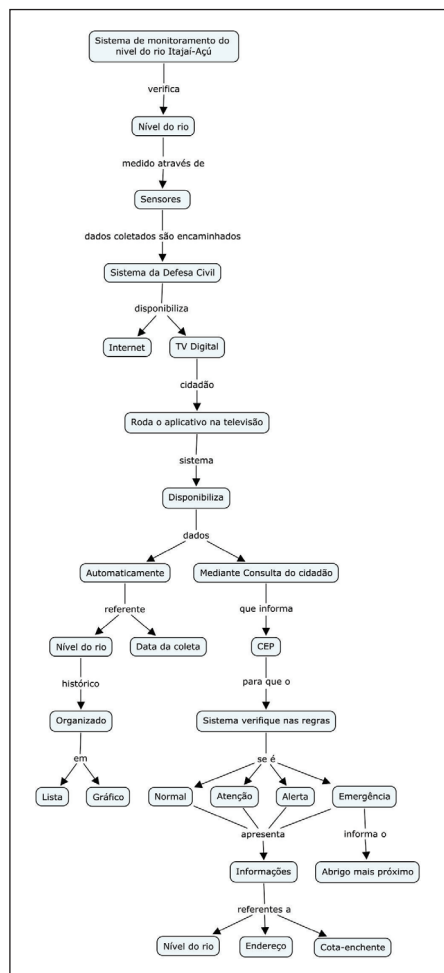 Sistema de monitoramento do
nivel do rio Itajaí-Açú
verifica
Nível do rio
medido através de
Sensores
dados coletados são encaminhados
Sistema da Defesa Civil
disponibiliza
Internet
TV Digital
cidadão
Roda o aplicativo na televisão
sistema
Disponibiliza
dados
Automaticamente
Mediante Consulta do cidadão
referente
que informa
Nível do rio
Data da coleta
CEP
histórico
para que o
Organizado
Sistema verifique nas regras
em
se é
Lista
Gráfico
Normal
Atenção
Alerta
Emergência
apresenta
informa o
Informações
Abrigo mais próximo
referentes a
Nível do rio
Endereço
Cota-enchente